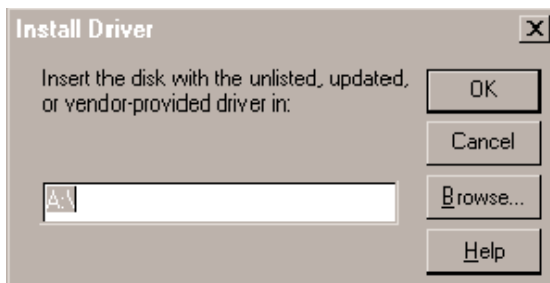 Install Driver
Insert the disk with the unlisted, updated,
or vendor-provided driver in:
A:\
OK
Cancel
Browse...
Help